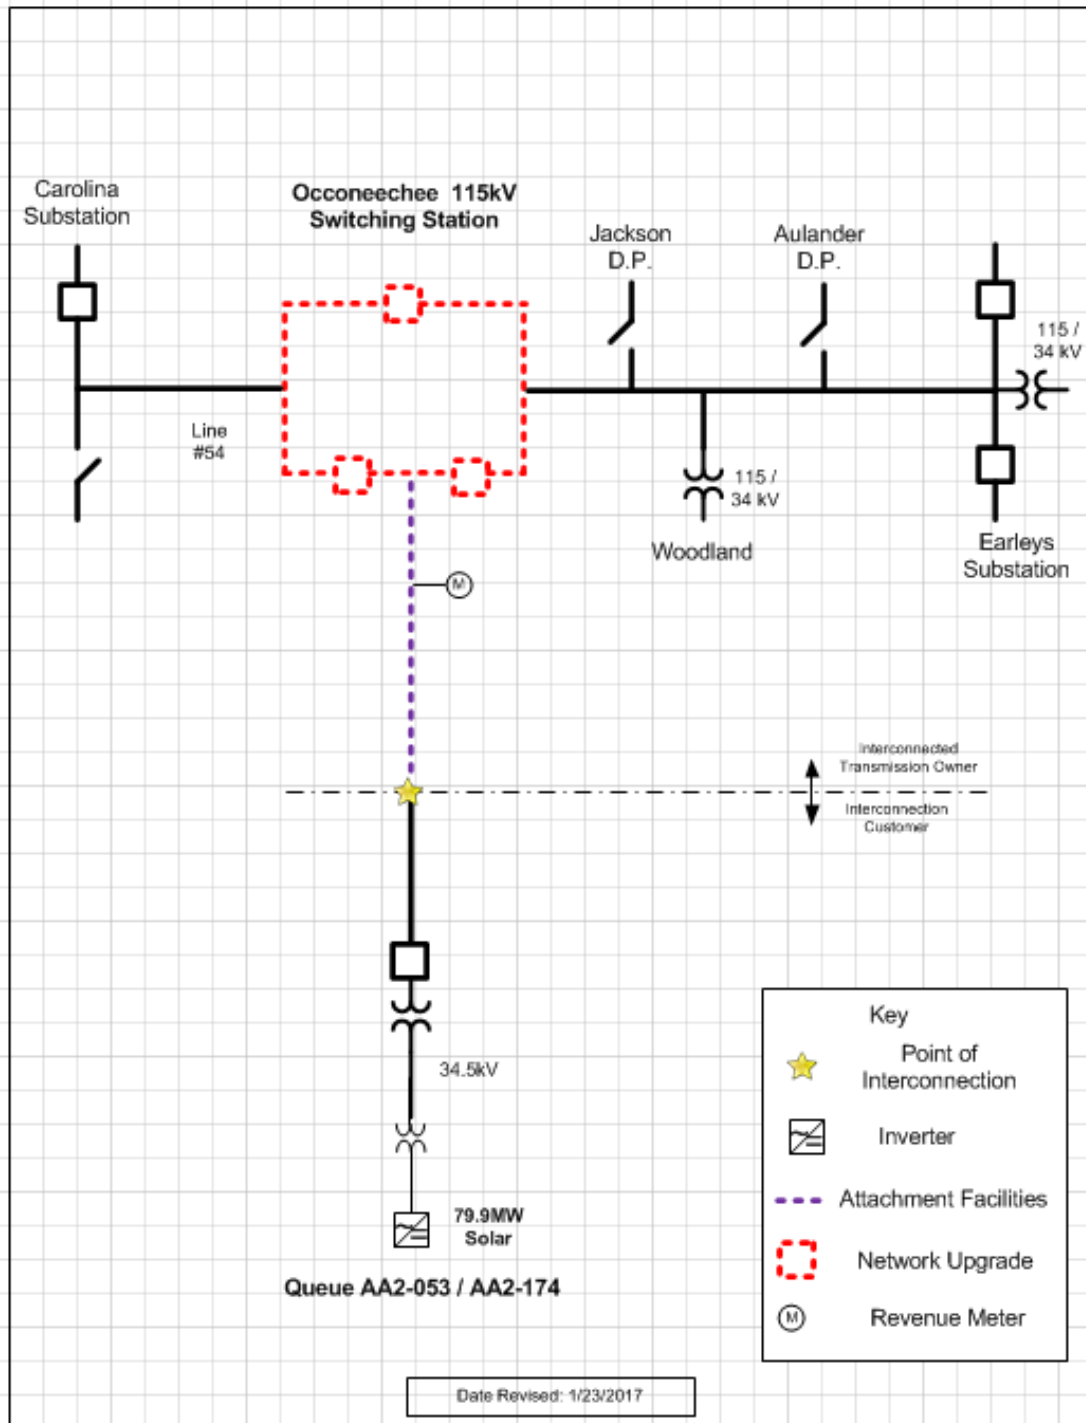 Carolina
Substation
Occoneechee 115kV
Switching Station
Jackson
D.P.
Aulander
D.P.
115 /
34 kV
Line
#54
115 /
34 kV
Woodland
Earleys
Substation
M
Interconnected
Transmission Owner
Interconnection
Customer
34.5kV
79.9MW
Solar
Queue AA2-053 / AA2-174
Key
Point of
Interconnection
Inverter
Attachment Facilities
Network Upgrade
M
Revenue Meter
Date Revised: 1/23/2017